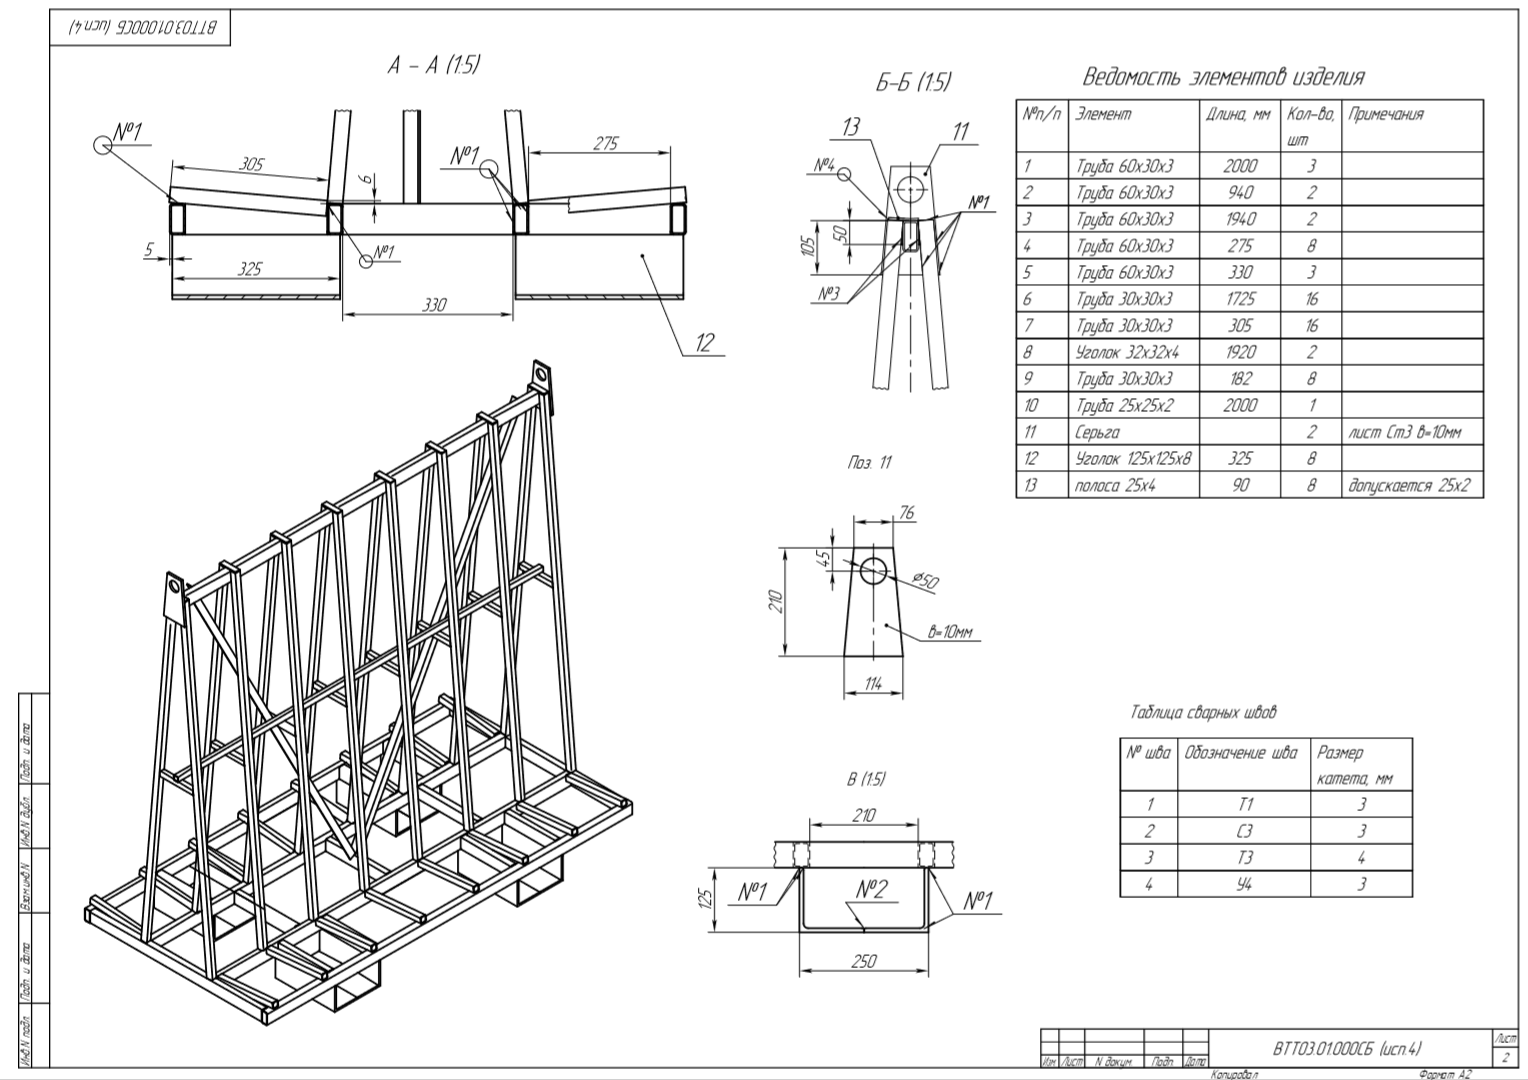 ВТТ03.01.000СБ (исп.4)
А – А (1:5)
№1
305
6
№1
275
5
325
№1
330
12
Б–Б (1:5)
13
11
№4
№1
50
105
№3
Поз. 11
76
45
⌀50
210
в=10мм
114
В (1:5)
210
125
№1
№2
№1
250
Ведомость элементов изделия
№п/п Элемент Длина, мм Кол-во, шт Примечания
1 Труба 60х30х3 2000 3
2 Труба 60х30х3 940 2
3 Труба 60х30х3 1940 2
4 Труба 60х30х3 275 8
5 Труба 60х30х3 330 3
6 Труба 30х30х3 1725 16
7 Труба 30х30х3 305 16
8 Уголок 32х32х4 1920 2
9 Труба 30х30х3 182 8
10 Труба 25х25х2 2000 1
11 Серьга 2 лист Ст3 в=10мм
12 Уголок 125х125х8 325 8
13 полоса 25х4 90 8 допускается 25х2
Таблица сварных швов
№ шва Обозначение шва Размер катета, мм
1 Т1 3
2 С3 3
3 Т3 4
4 У4 3
Подп. и дата
Инв.N дубл.
Взам.инв.N
Подп. и дата
Инв.N подл.
Изм. Лист N докум. Подп. Дата
ВТТ03.01.000СБ (исп.4)
Лист
2
Копировал
Формат А2